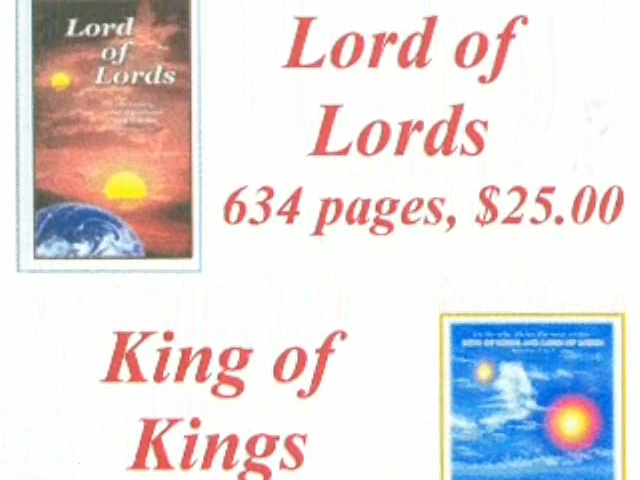 Lord
of
Lords
Lord of
Lords
634 pages, $25.00
King of
Kings
KING OF KINGS AND LORD OF LORDS